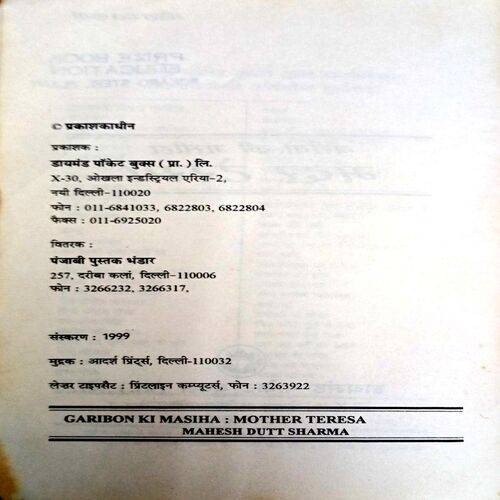 © प्रकाशकाधीन
प्रकाशक :
डायमंड पॉकेट बुक्स ( प्रा. ) लि.
X-30, ओखला इन्डस्ट्रियल एरिया-2,
नयी दिल्ली-110020
फोन : 011-6841033, 6822803, 6822804
फैक्स : 011-6925020
वितरक :
पंजाबी पुस्तक भंडार
257, दरीबा कलां, दिल्ली-110006
फोन : 3266232, 3266317,
संस्करण : 1999
मुद्रक : आदर्श प्रिंर्ट्स, दिल्ली-110032
लेजर टाइपसैट : प्रिंटलाइन कम्प्यूटर्स, फोन : 3263922
GARIBON KI MASIHA : MOTHER TERESA
MAHESH DUTT SHARMA